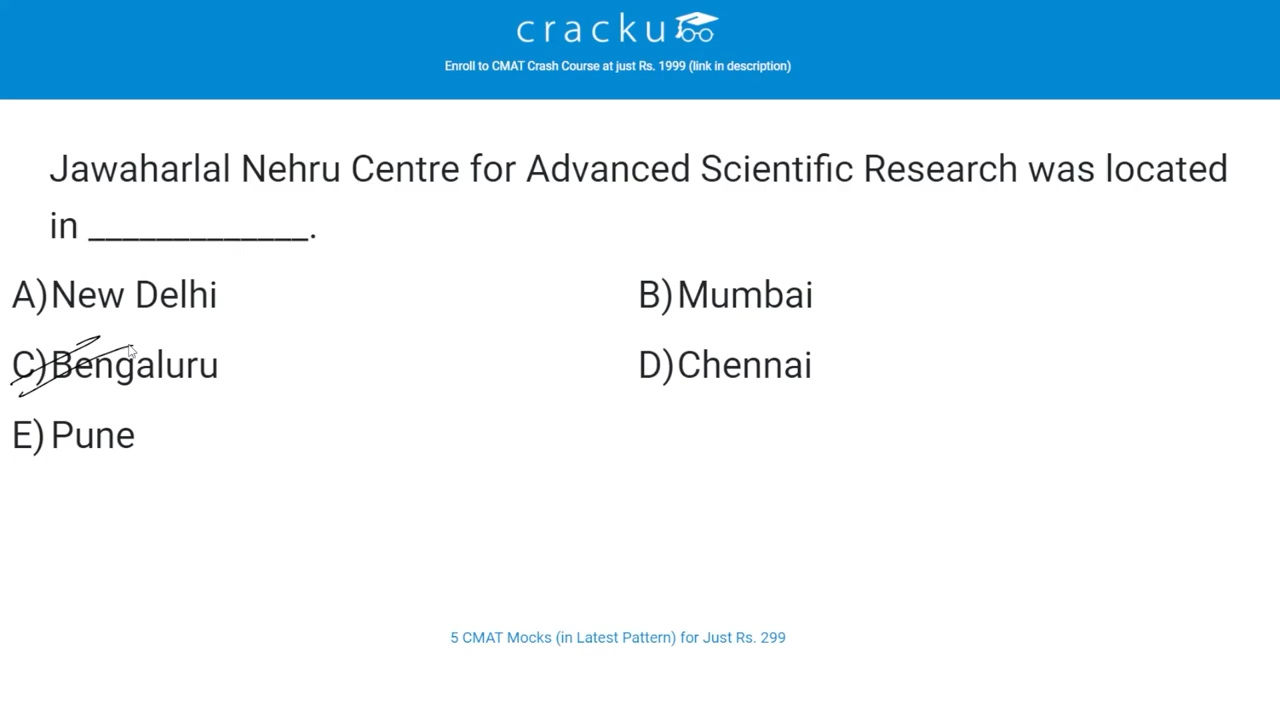 cracku
Enroll to CMAT Crash Course at just Rs. 1999 (link in description)
Jawaharlal Nehru Centre for Advanced Scientific Research was located
in _____________.
A) New Delhi
B) Mumbai
C) Bengaluru
D) Chennai
E) Pune
5 CMAT Mocks (in Latest Pattern) for Just Rs. 299